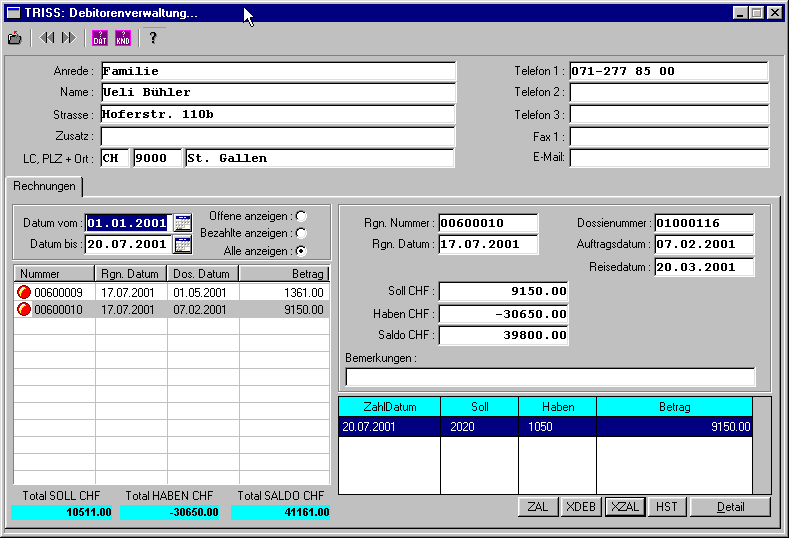 TRISS: Debitorenverwaltung...
? DAT ? KND ?
Anrede : Familie
Name : Ueli Bühler
Strasse : Hoferstr. 110b
Zusatz :
LC, PLZ + Ort : CH 9000 St. Gallen
Telefon 1 : 071-277 85 00
Telefon 2 :
Telefon 3 :
Fax 1 :
E-Mail:
Rechnungen
Datum vom : 01.01.2001
Datum bis : 20.07.2001
Offene anzeigen :
Bezahlte anzeigen :
Alle anzeigen :
Nummer Rgn. Datum Dos. Datum Betrag
00600009 17.07.2001 01.05.2001 1361.00
00600010 17.07.2001 07.02.2001 9150.00
Total SOLL CHF Total HABEN CHF Total SALDO CHF
10511.00 -30650.00 41161.00
Rgn. Nummer : 00600010 Dossienummer : 01000116
Rgn. Datum : 17.07.2001 Auftragsdatum : 07.02.2001
Reisedatum : 20.03.2001
Soll CHF : 9150.00
Haben CHF : -30650.00
Saldo CHF : 39800.00
Bemerkungen :
ZahlDatum Soll Haben Betrag
20.07.2001 2020 1050 9150.00
ZAL XDEB XZAL HST Detail